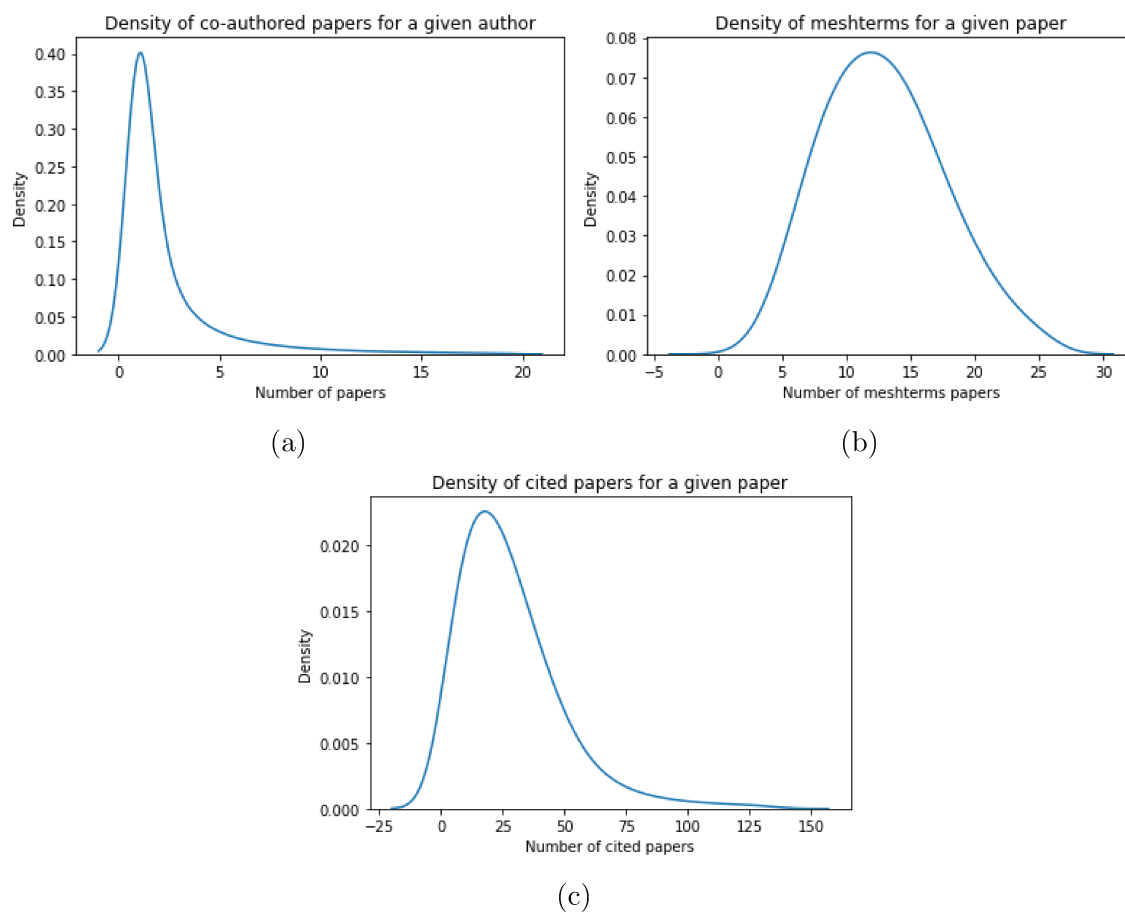 Density of co-authored papers for a given author
0.40
0.35
0.30
0.25
0.20
0.15
0.10
0.05
0.00
Density
0 5 10 15 20
Number of papers
(a)
Density of meshterms for a given paper
0.08
0.07
0.06
0.05
0.04
0.03
0.02
0.01
0.00
Density
−5 0 5 10 15 20 25 30
Number of meshterms papers
(b)
Density of cited papers for a given paper
0.020
0.015
0.010
0.005
0.000
Density
−25 0 25 50 75 100 125 150
Number of cited papers
(c)